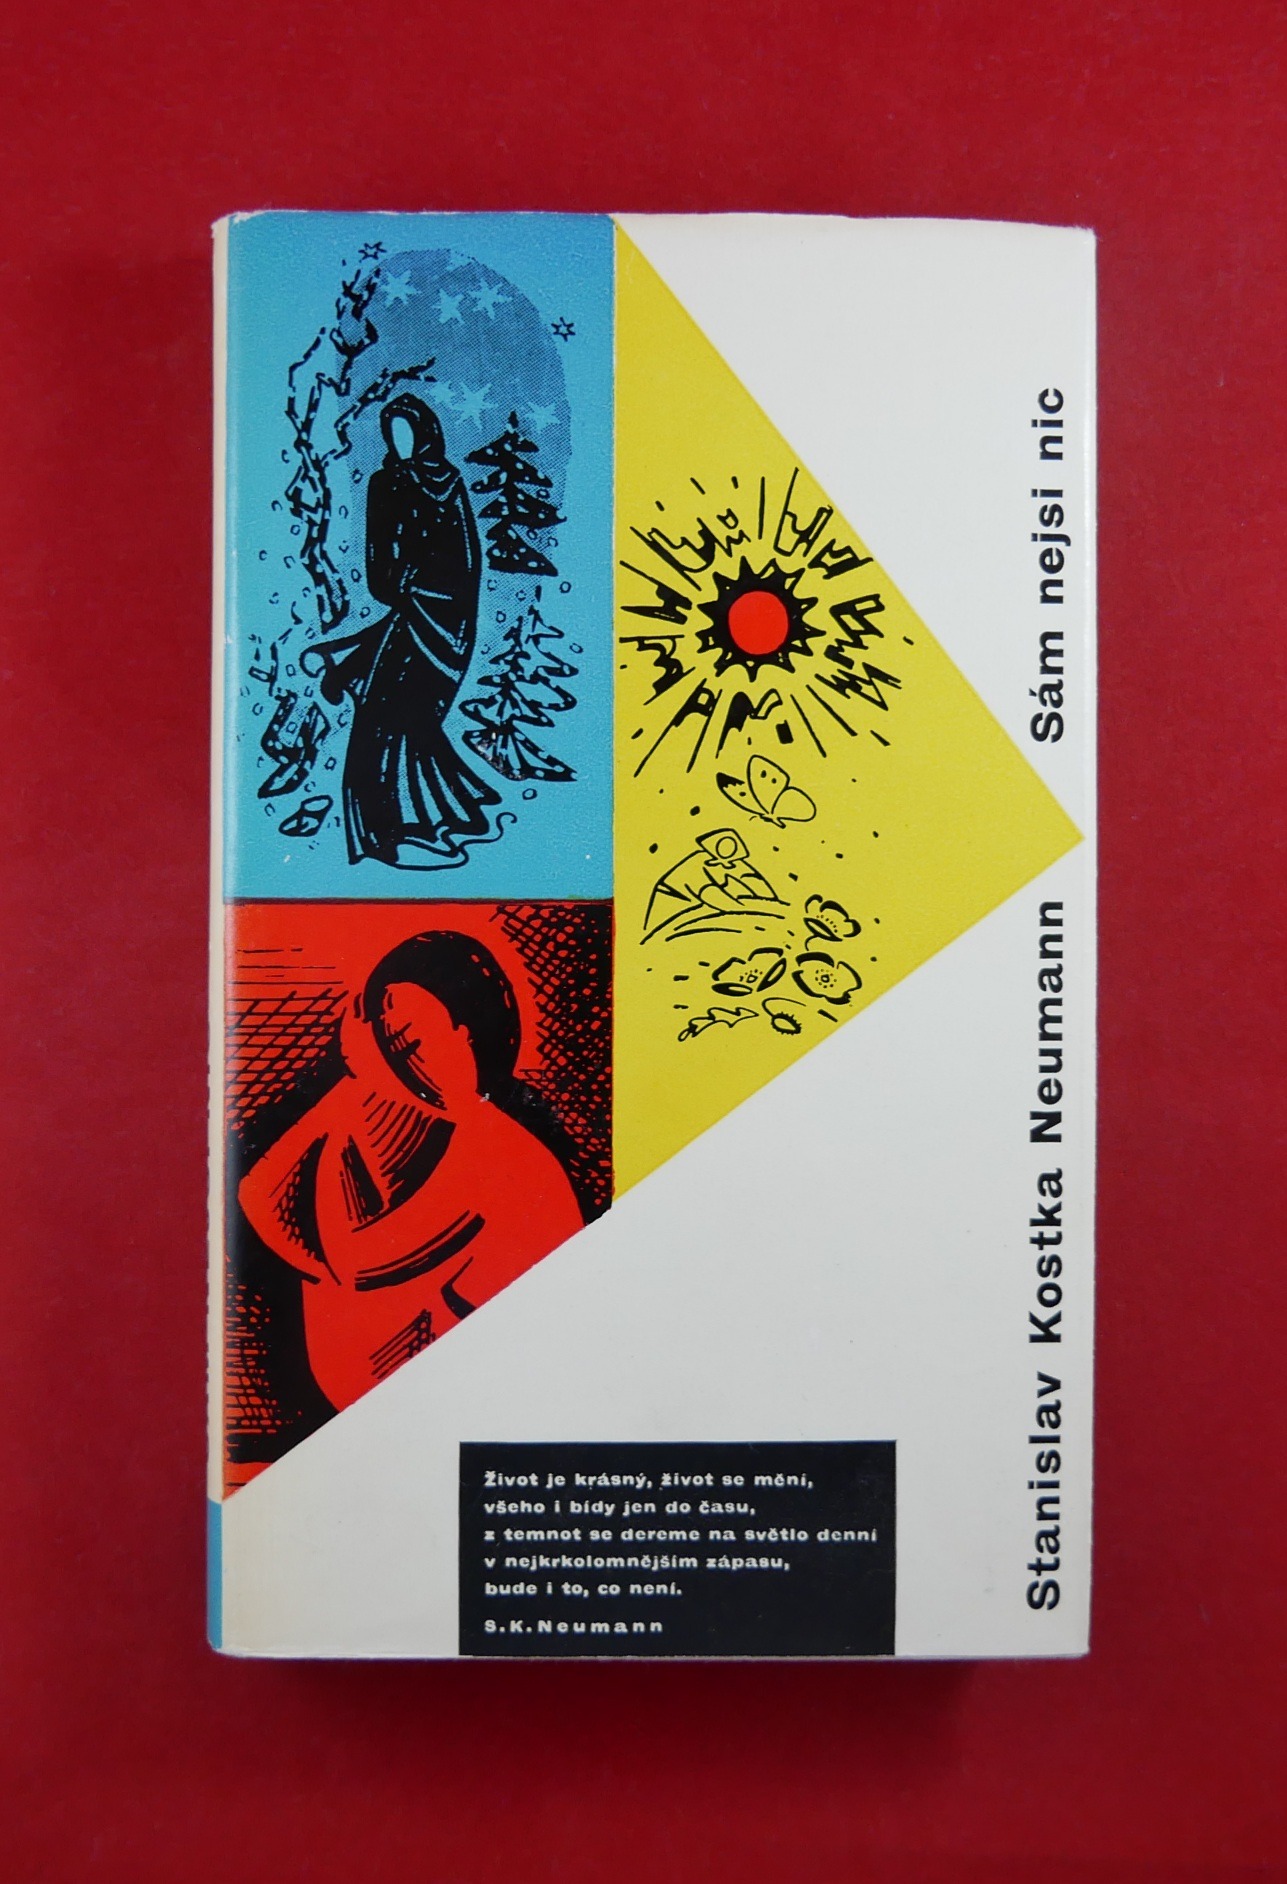 Stanislav Kostka Neumann Sám nejsi nic
Život je krásný, život se mění,
všeho i bídy jen do času,
z temnot se dereme na světlo denní
v nejkrkolomnějším zápasu,
bude i to, co není.
S.K.Neumann